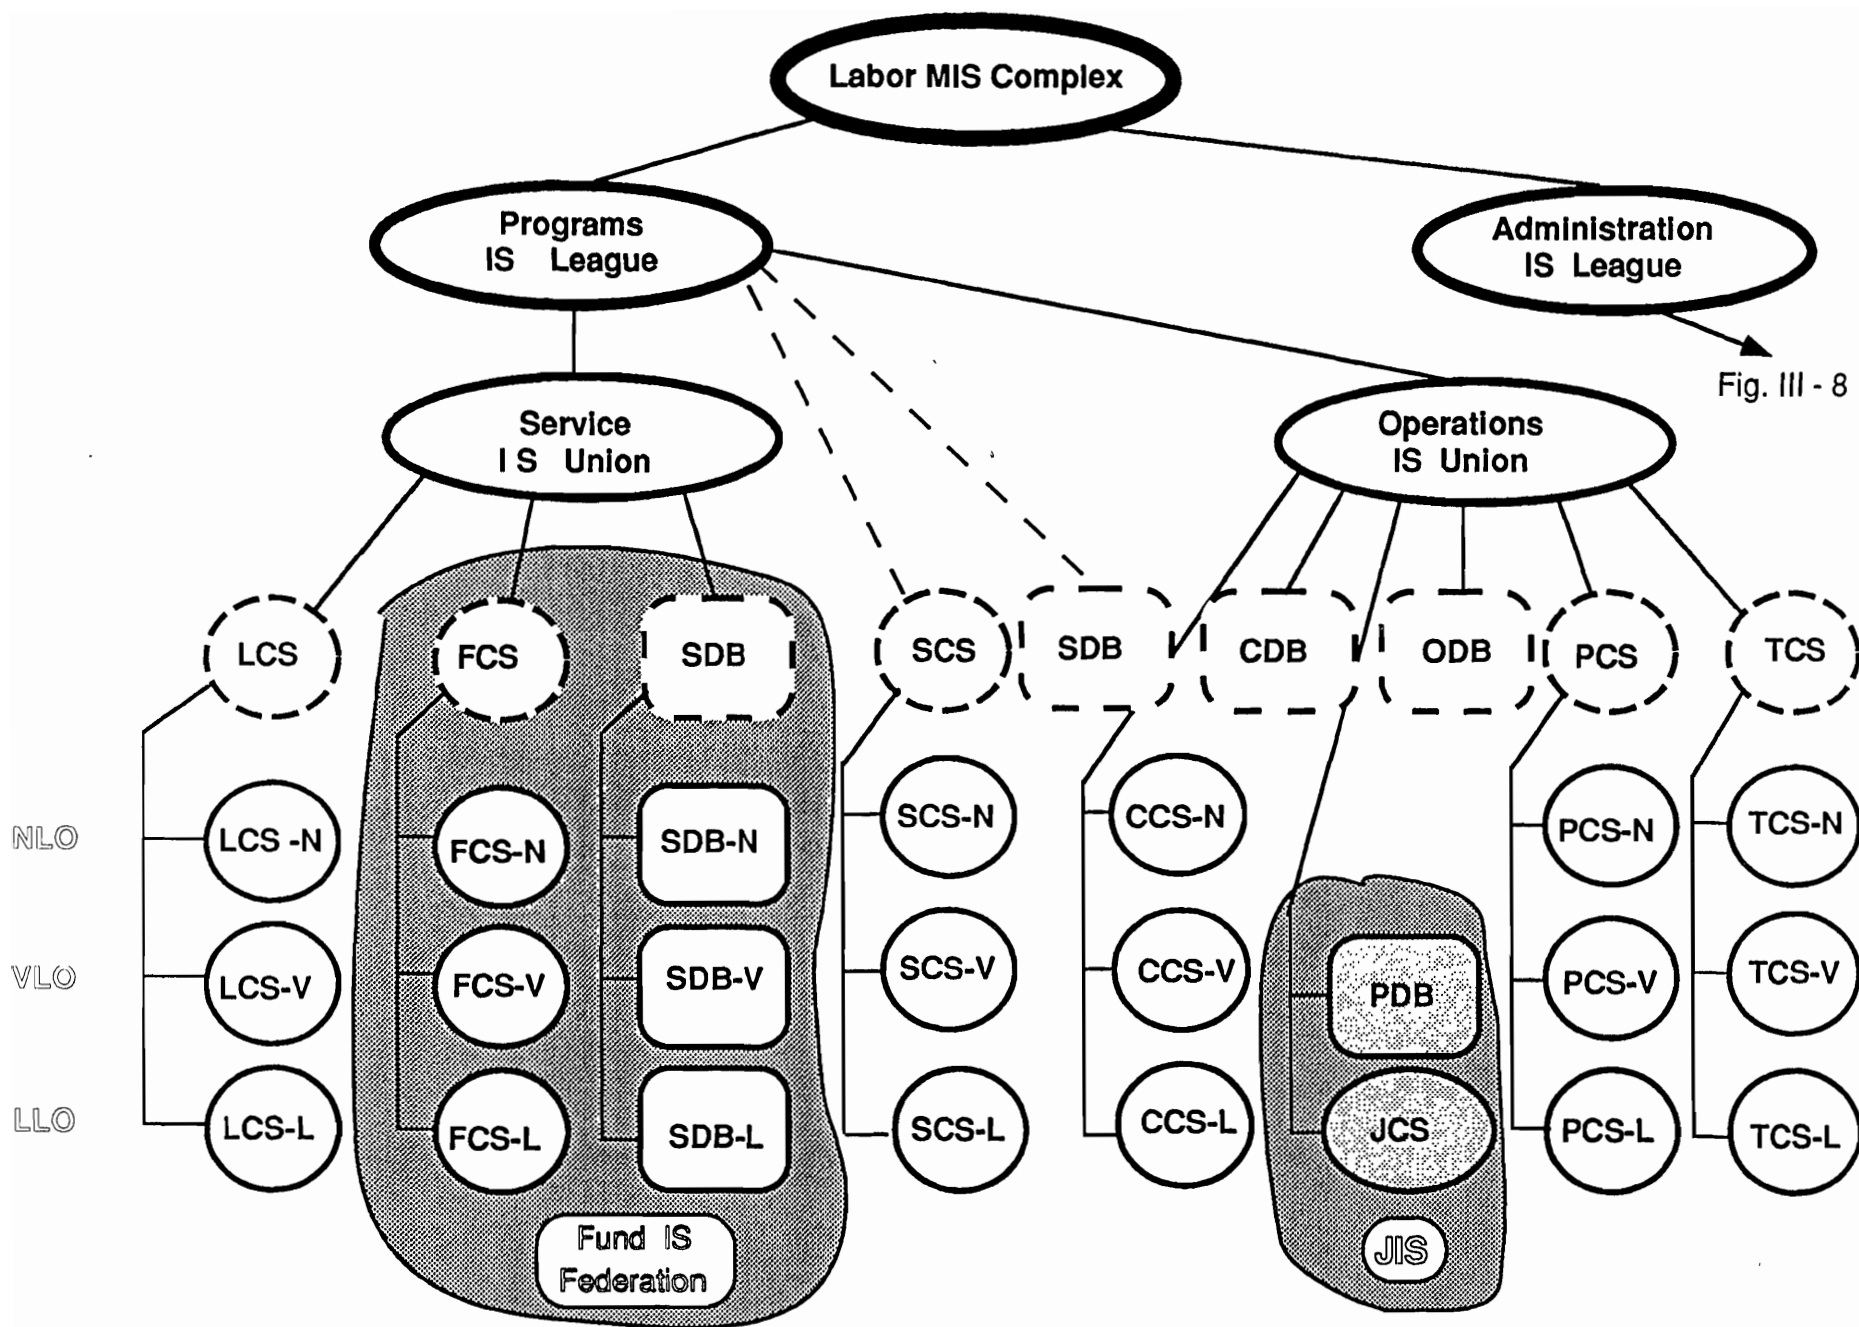 Labor MIS Complex
Programs
IS League
Administration
IS League
Fig. III - 8
Service
I S Union
Operations
IS Union
LCS
FCS
SDB
SCS
SDB
CDB
ODB
PCS
TCS
NLO
LCS -N
FCS-N
SDB-N
SCS-N
CCS-N
PCS-N
TCS-N
VLO
LCS-V
FCS-V
SDB-V
SCS-V
CCS-V
PDB
PCS-V
TCS-V
LLO
LCS-L
FCS-L
SDB-L
SCS-L
CCS-L
JCS
PCS-L
TCS-L
Fund IS
Federation
JIS